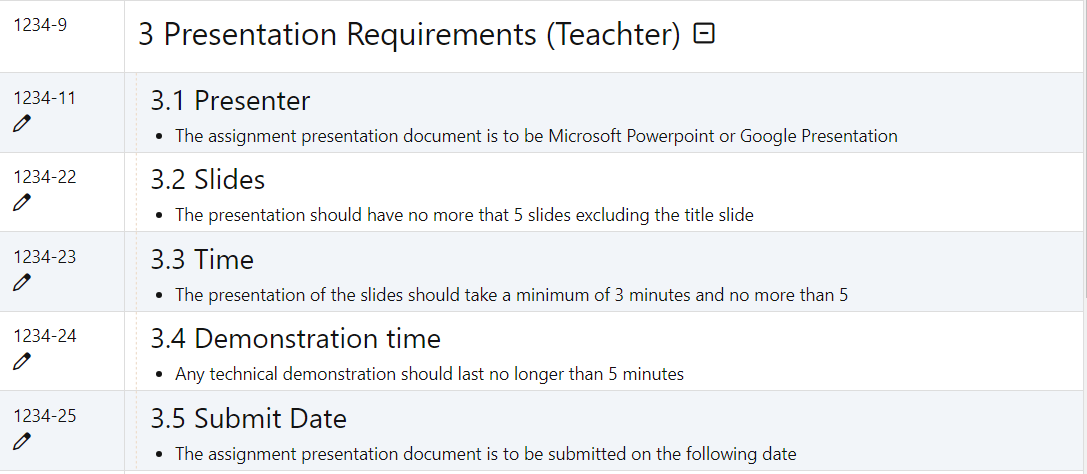 1234-9
3 Presentation Requirements (Teachter)
1234-11
3.1 Presenter
• The assignment presentation document is to be Microsoft Powerpoint or Google Presentation
1234-22
3.2 Slides
• The presentation should have no more that 5 slides excluding the title slide
1234-23
3.3 Time
• The presentation of the slides should take a minimum of 3 minutes and no more than 5
1234-24
3.4 Demonstration time
• Any technical demonstration should last no longer than 5 minutes
1234-25
3.5 Submit Date
• The assignment presentation document is to be submitted on the following date